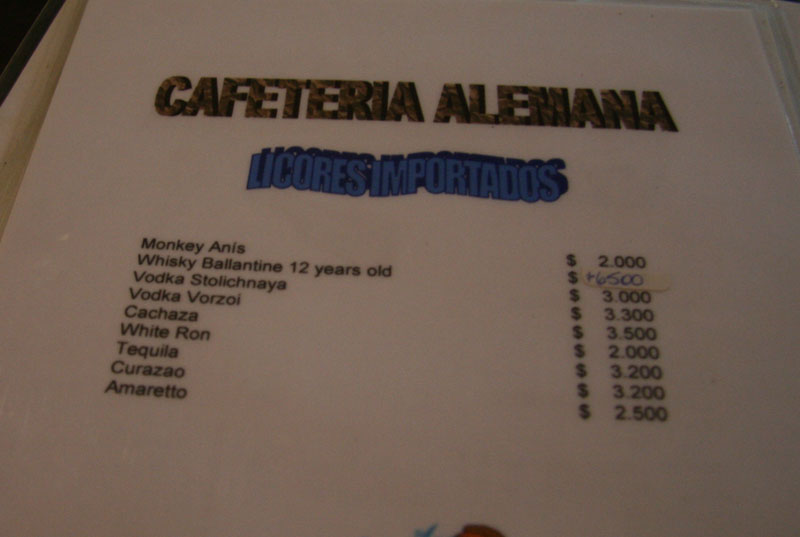 CAFETERIA ALEMANA
LICORES IMPORTADOS
Monkey Anís $ 2.000
Whisky Ballantine 12 years old $ 6500
Vodka Stolichnaya $ 3.000
Vodka Vorzoi $ 3.300
Cachaza $ 3.500
White Ron $ 2.000
Tequila $ 3.200
Curazao $ 3.200
Amaretto $ 2.500